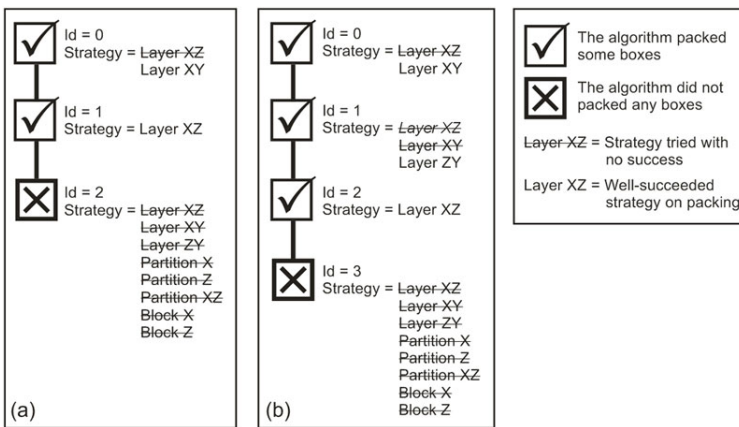 Id = 0
Strategy = Layer XZ
Layer XY
Id = 1
Strategy = Layer XZ
Id = 2
Strategy = Layer XZ
Layer XY
Layer ZY
Partition X
Partition Z
Partition XZ
Block X
Block Z
(a)
Id = 0
Strategy = Layer XZ
Layer XY
Id = 1
Strategy = Layer XZ
Layer XY
Layer ZY
Id = 2
Strategy = Layer XZ
Id = 3
Strategy = Layer XZ
Layer XY
Layer ZY
Partition X
Partition Z
Partition XZ
Block X
Block Z
(b)
The algorithm packed
some boxes
The algorithm did not
packed any boxes
Layer XZ = Strategy tried with
no success
Layer XZ = Well-succeeded
strategy on packing